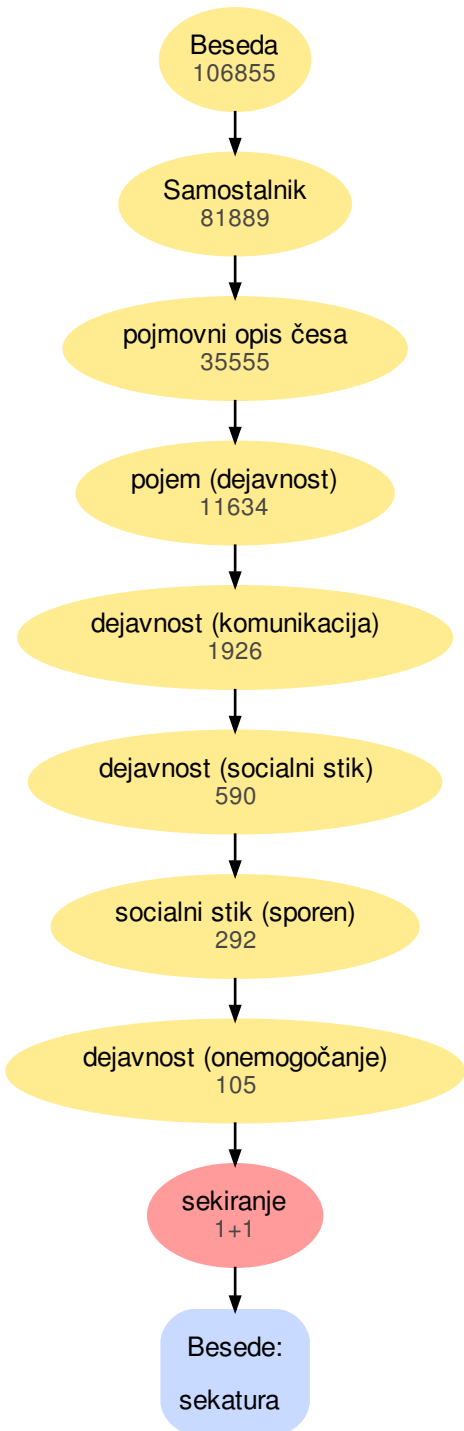 Beseda
106855
Samostalnik
81889
pojmovni opis česa
35555
pojem (dejavnost)
11634
dejavnost (komunikacija)
1926
dejavnost (socialni stik)
590
socialni stik (sporen)
292
dejavnost (onemogočanje)
105
sekiranje
1+1
Besede:
sekatura